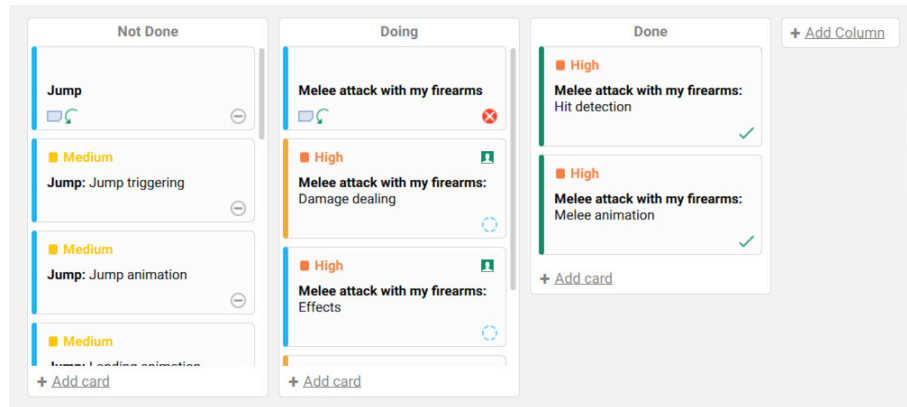 Not Done
Jump
Medium
Jump: Jump triggering
Medium
Jump: Jump animation
Medium
Jump: Landing animation
+ Add card
Doing
Melee attack with my firearms
High
Melee attack with my firearms:
Damage dealing
High
Melee attack with my firearms:
Effects
+ Add card
Done
High
Melee attack with my firearms:
Hit detection
High
Melee attack with my firearms:
Melee animation
+ Add card
+ Add Column